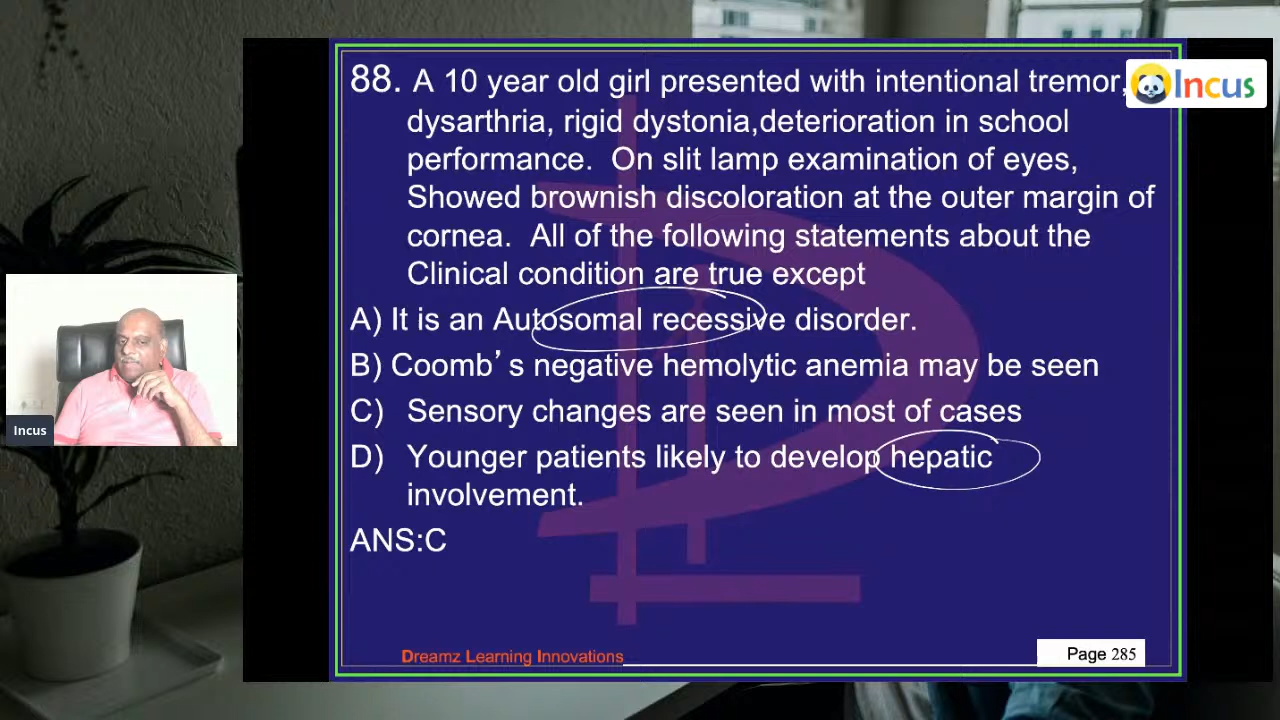 88. A 10 year old girl presented with intentional tremor,
dysarthria, rigid dystonia,deterioration in school
performance. On slit lamp examination of eyes,
Showed brownish discoloration at the outer margin of
cornea. All of the following statements about the
Clinical condition are true except
A) It is an Autosomal recessive disorder.
B) Coomb's negative hemolytic anemia may be seen
C) Sensory changes are seen in most of cases
D) Younger patients likely to develop hepatic
involvement.
ANS:C
Dreamz Learning Innovations
Page 285
Incus
Incus